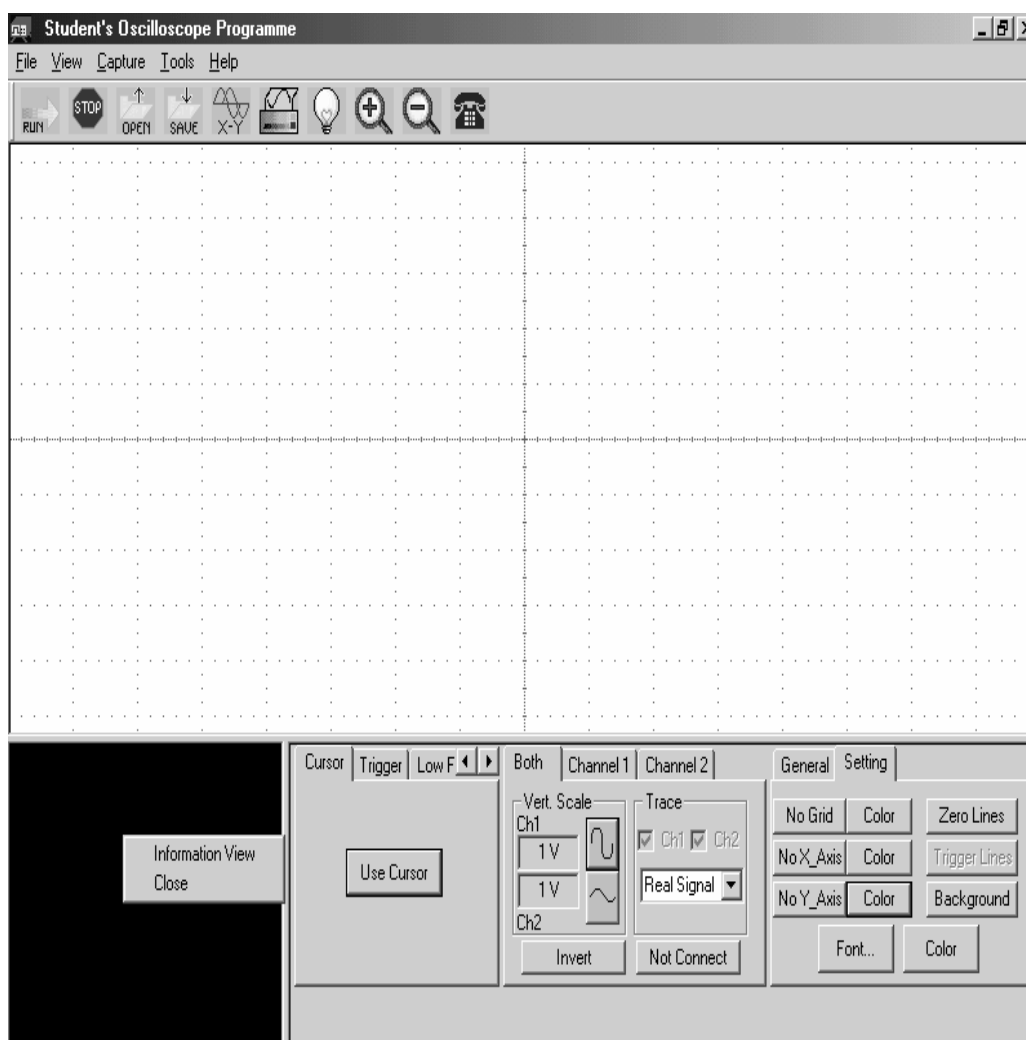 Student's Oscilloscope Programme
File View Capture Tools Help
RUN STOP OPEN SAVE X-Y
Cursor Trigger Low F
Use Cursor
Information View
Close
Both Channel 1 Channel 2
Vert. Scale
Ch1
1 V
1 V
Ch2
Invert
Trace
Ch1 Ch2
Real Signal
Not Connect
General Setting
No Grid Color Zero Lines
No X_Axis Color Trigger Lines
No Y_Axis Color Background
Font... Color